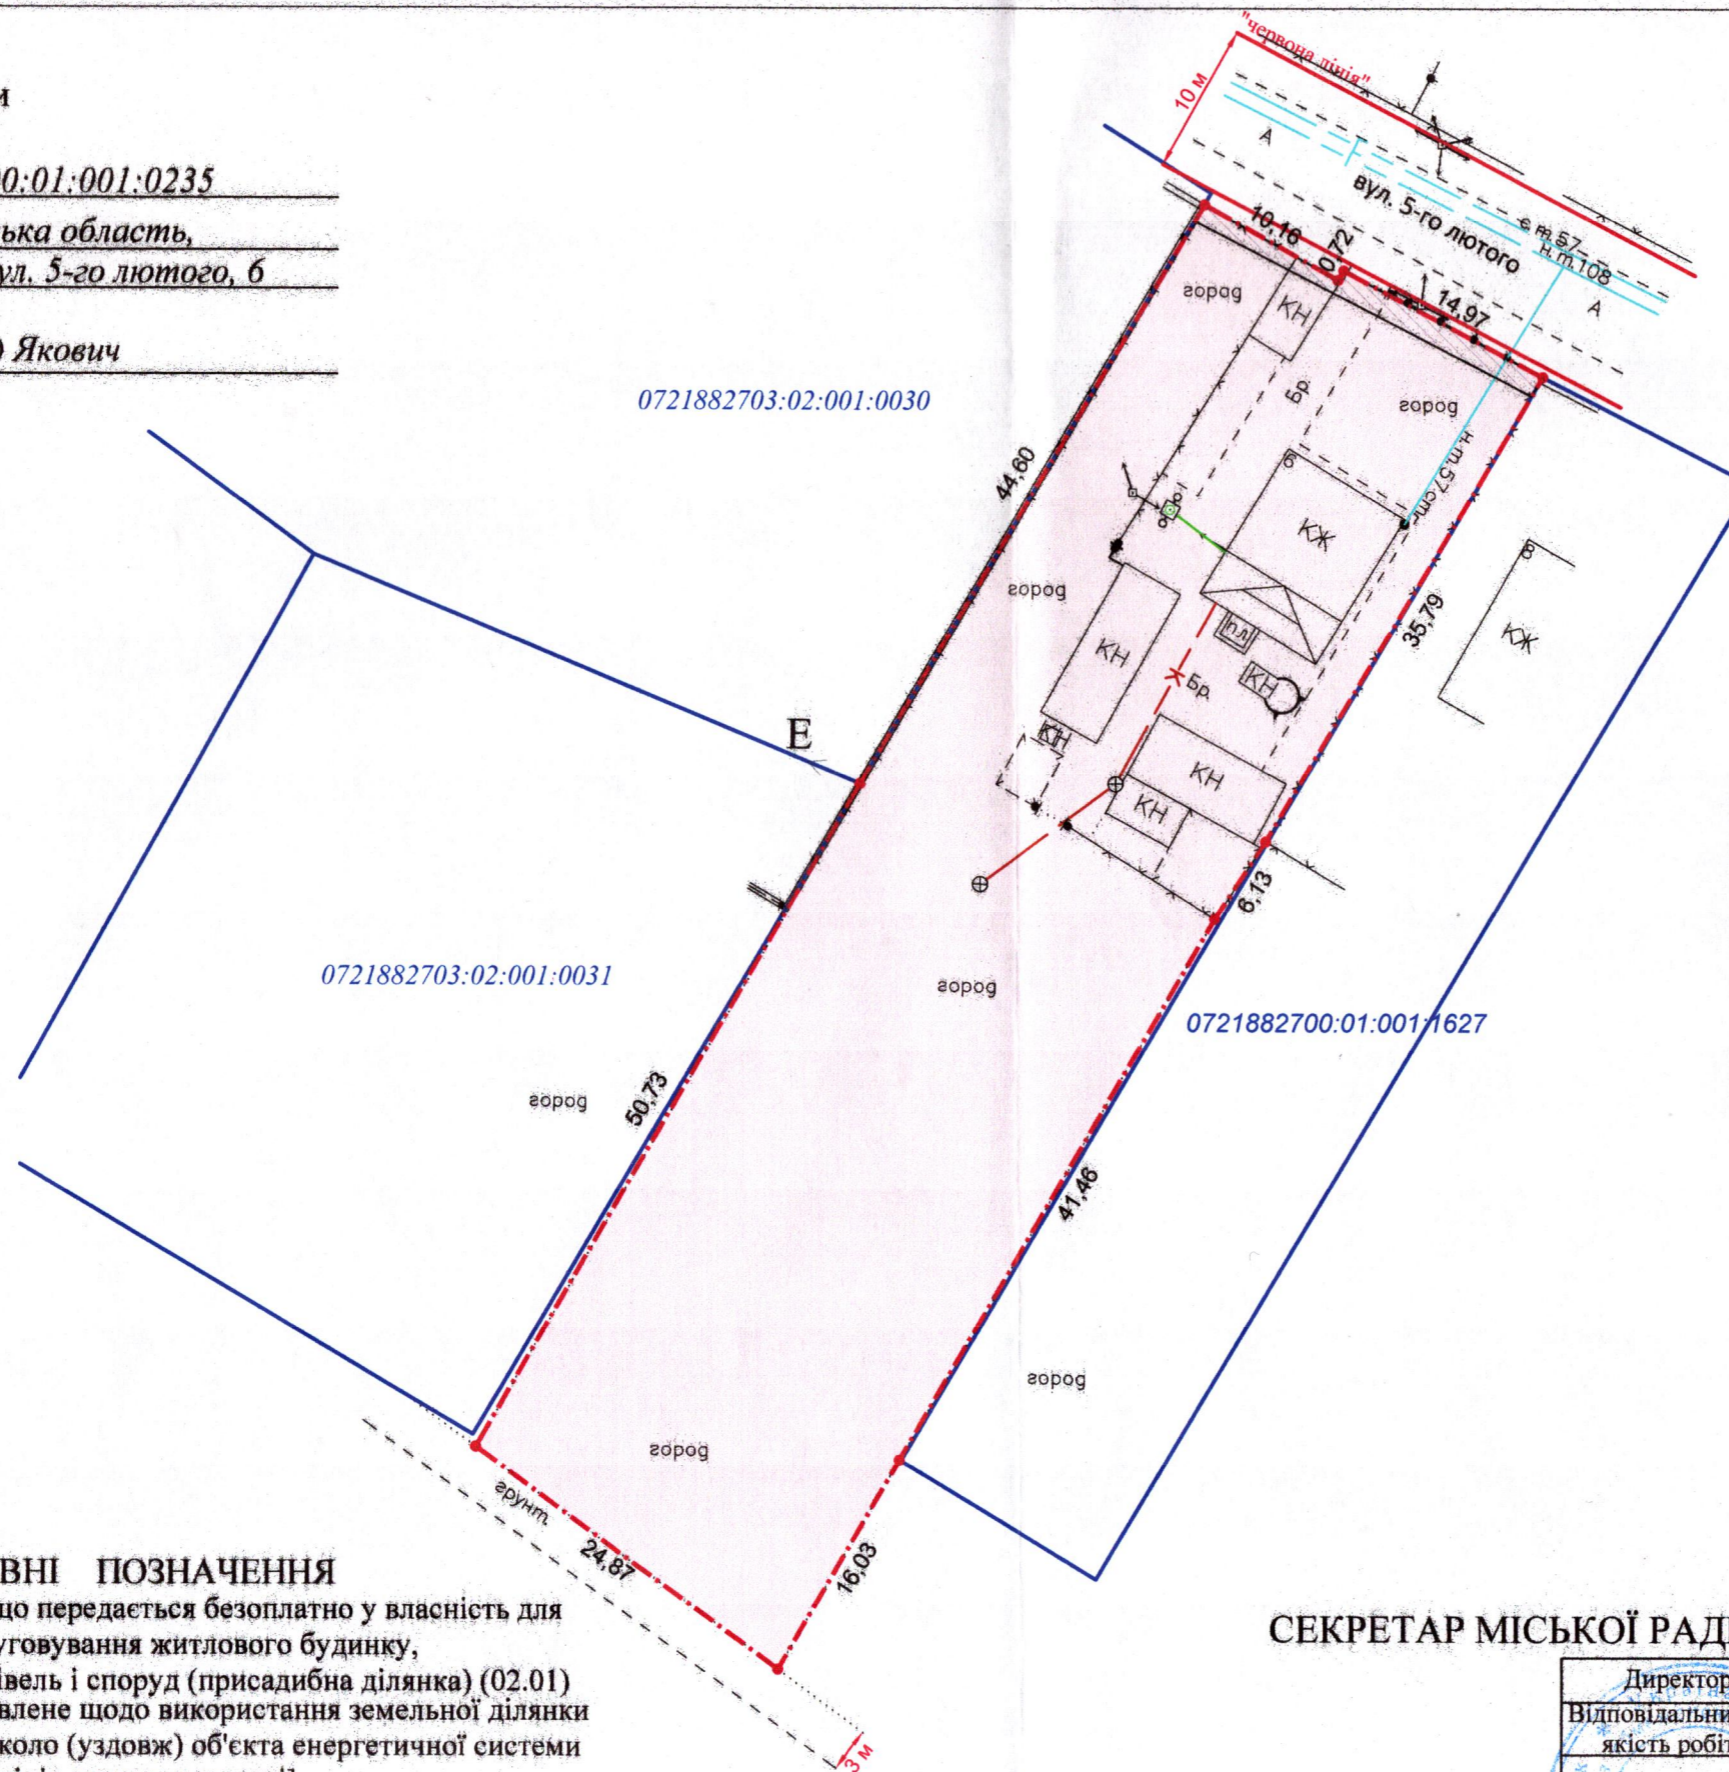 0:01:001:0235
ька область,
ул. 5-го лютого, 6
Якович
"червона лінія"
10 м
А
вул. 5-го лютого
в.т.57
н.т.108
А
10,16
0,72
14,97
город
КН
Бр.
город
0721882703:02:001:0030
44,60
н.т.57.ст.
6
КЖ
8
КЖ
город
КН
пл
35,79
КН
Бр.
КН
КН
КН
Е
6,13
0721882703:02:001:0031
город
0721882700:01:001:1627
50,73
город
41,46
город
город
грунт.
24,87
16,03
3 м
ВНІ ПОЗНАЧЕННЯ
що передається безоплатно у власність для
уговування житлового будинку,
івель і споруд (присадибна ділянка) (02.01)
влене щодо використання земельної ділянки
коло (уздовж) об'єкта енергетичної системи
СЕКРЕТАР МІСЬКОЇ РАД
Директор
Відповідальни
якість робіт